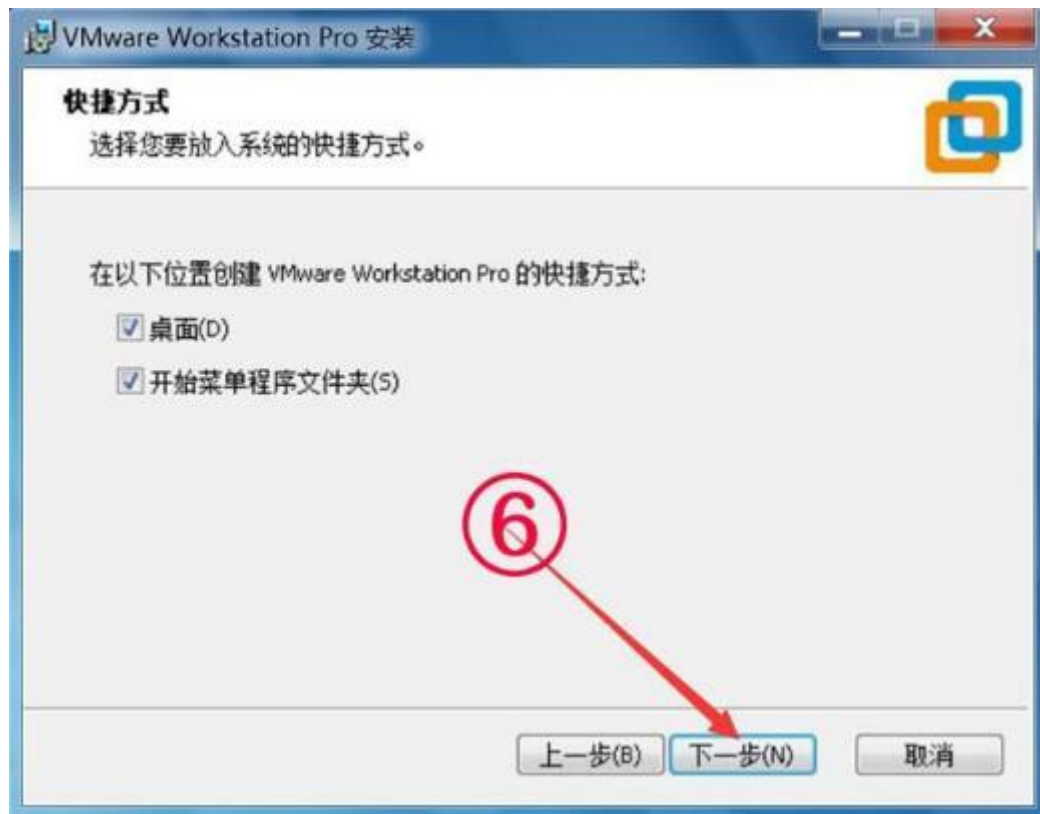 VMware Workstation Pro 安装
快捷方式
选择您要放入系统的快捷方式。
在以下位置创建 VMware Workstation Pro 的快捷方式:
桌面(D)
开始菜单程序文件夹(S)
⑥
上一步(B) 下一步(N) 取消